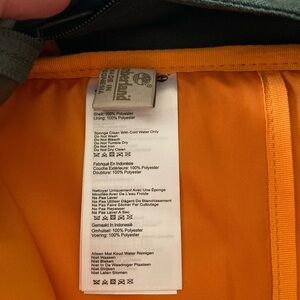 Timberland
MADE IN
INDONESIA
Shell: 100% Polyester
Lining: 100% Polyester
Sponge Clean With Cold Water Only
Do Not Wash
Do Not Bleach
Do Not Tumble Dry
Do Not Iron
Do Not Dry Clean
Fabriqué En Indonésie
Couche Extérieure: 100% Polyester
Doublure: 100% Polyester
Nettoyer Uniquement Avec Une Éponge
Mouillée Avec De L'eau Froide
Ne Pas Laver
Ne Pas Utiliser D'agent De Blanchissement
Ne Pas Faire Sécher Par Culbutage
Ne Pas Repasser
Ne Pas Laver A Sec
Gemaakt In Indonesië
Omhulsel: 100% Polyester
Voering: 100% Polyester
Alleen Met Koud Water Reinigen
Niet Wassen
Niet Bleken
Niet In De Wasdroger Plaatsen
Niet Strijken
Niet Laten Stomen